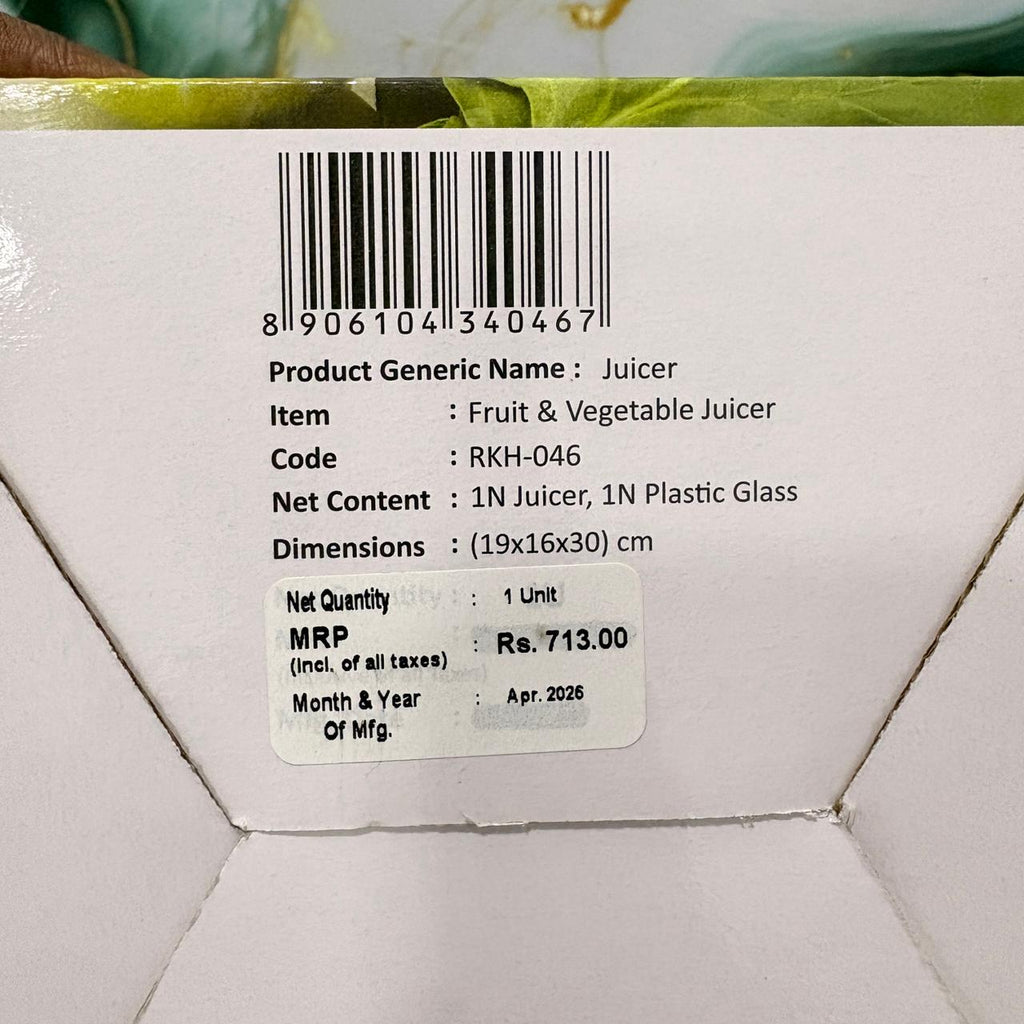 8 906104 340467
Product Generic Name : Juicer
Item : Fruit & Vegetable Juicer
Code : RKH-046
Net Content : 1N Juicer, 1N Plastic Glass
Dimensions : (19x16x30) cm
Net Quantity : 1 Unit
MRP : Rs. 713.00
(Incl. of all taxes)
Month & Year : Apr. 2026
Of Mfg.